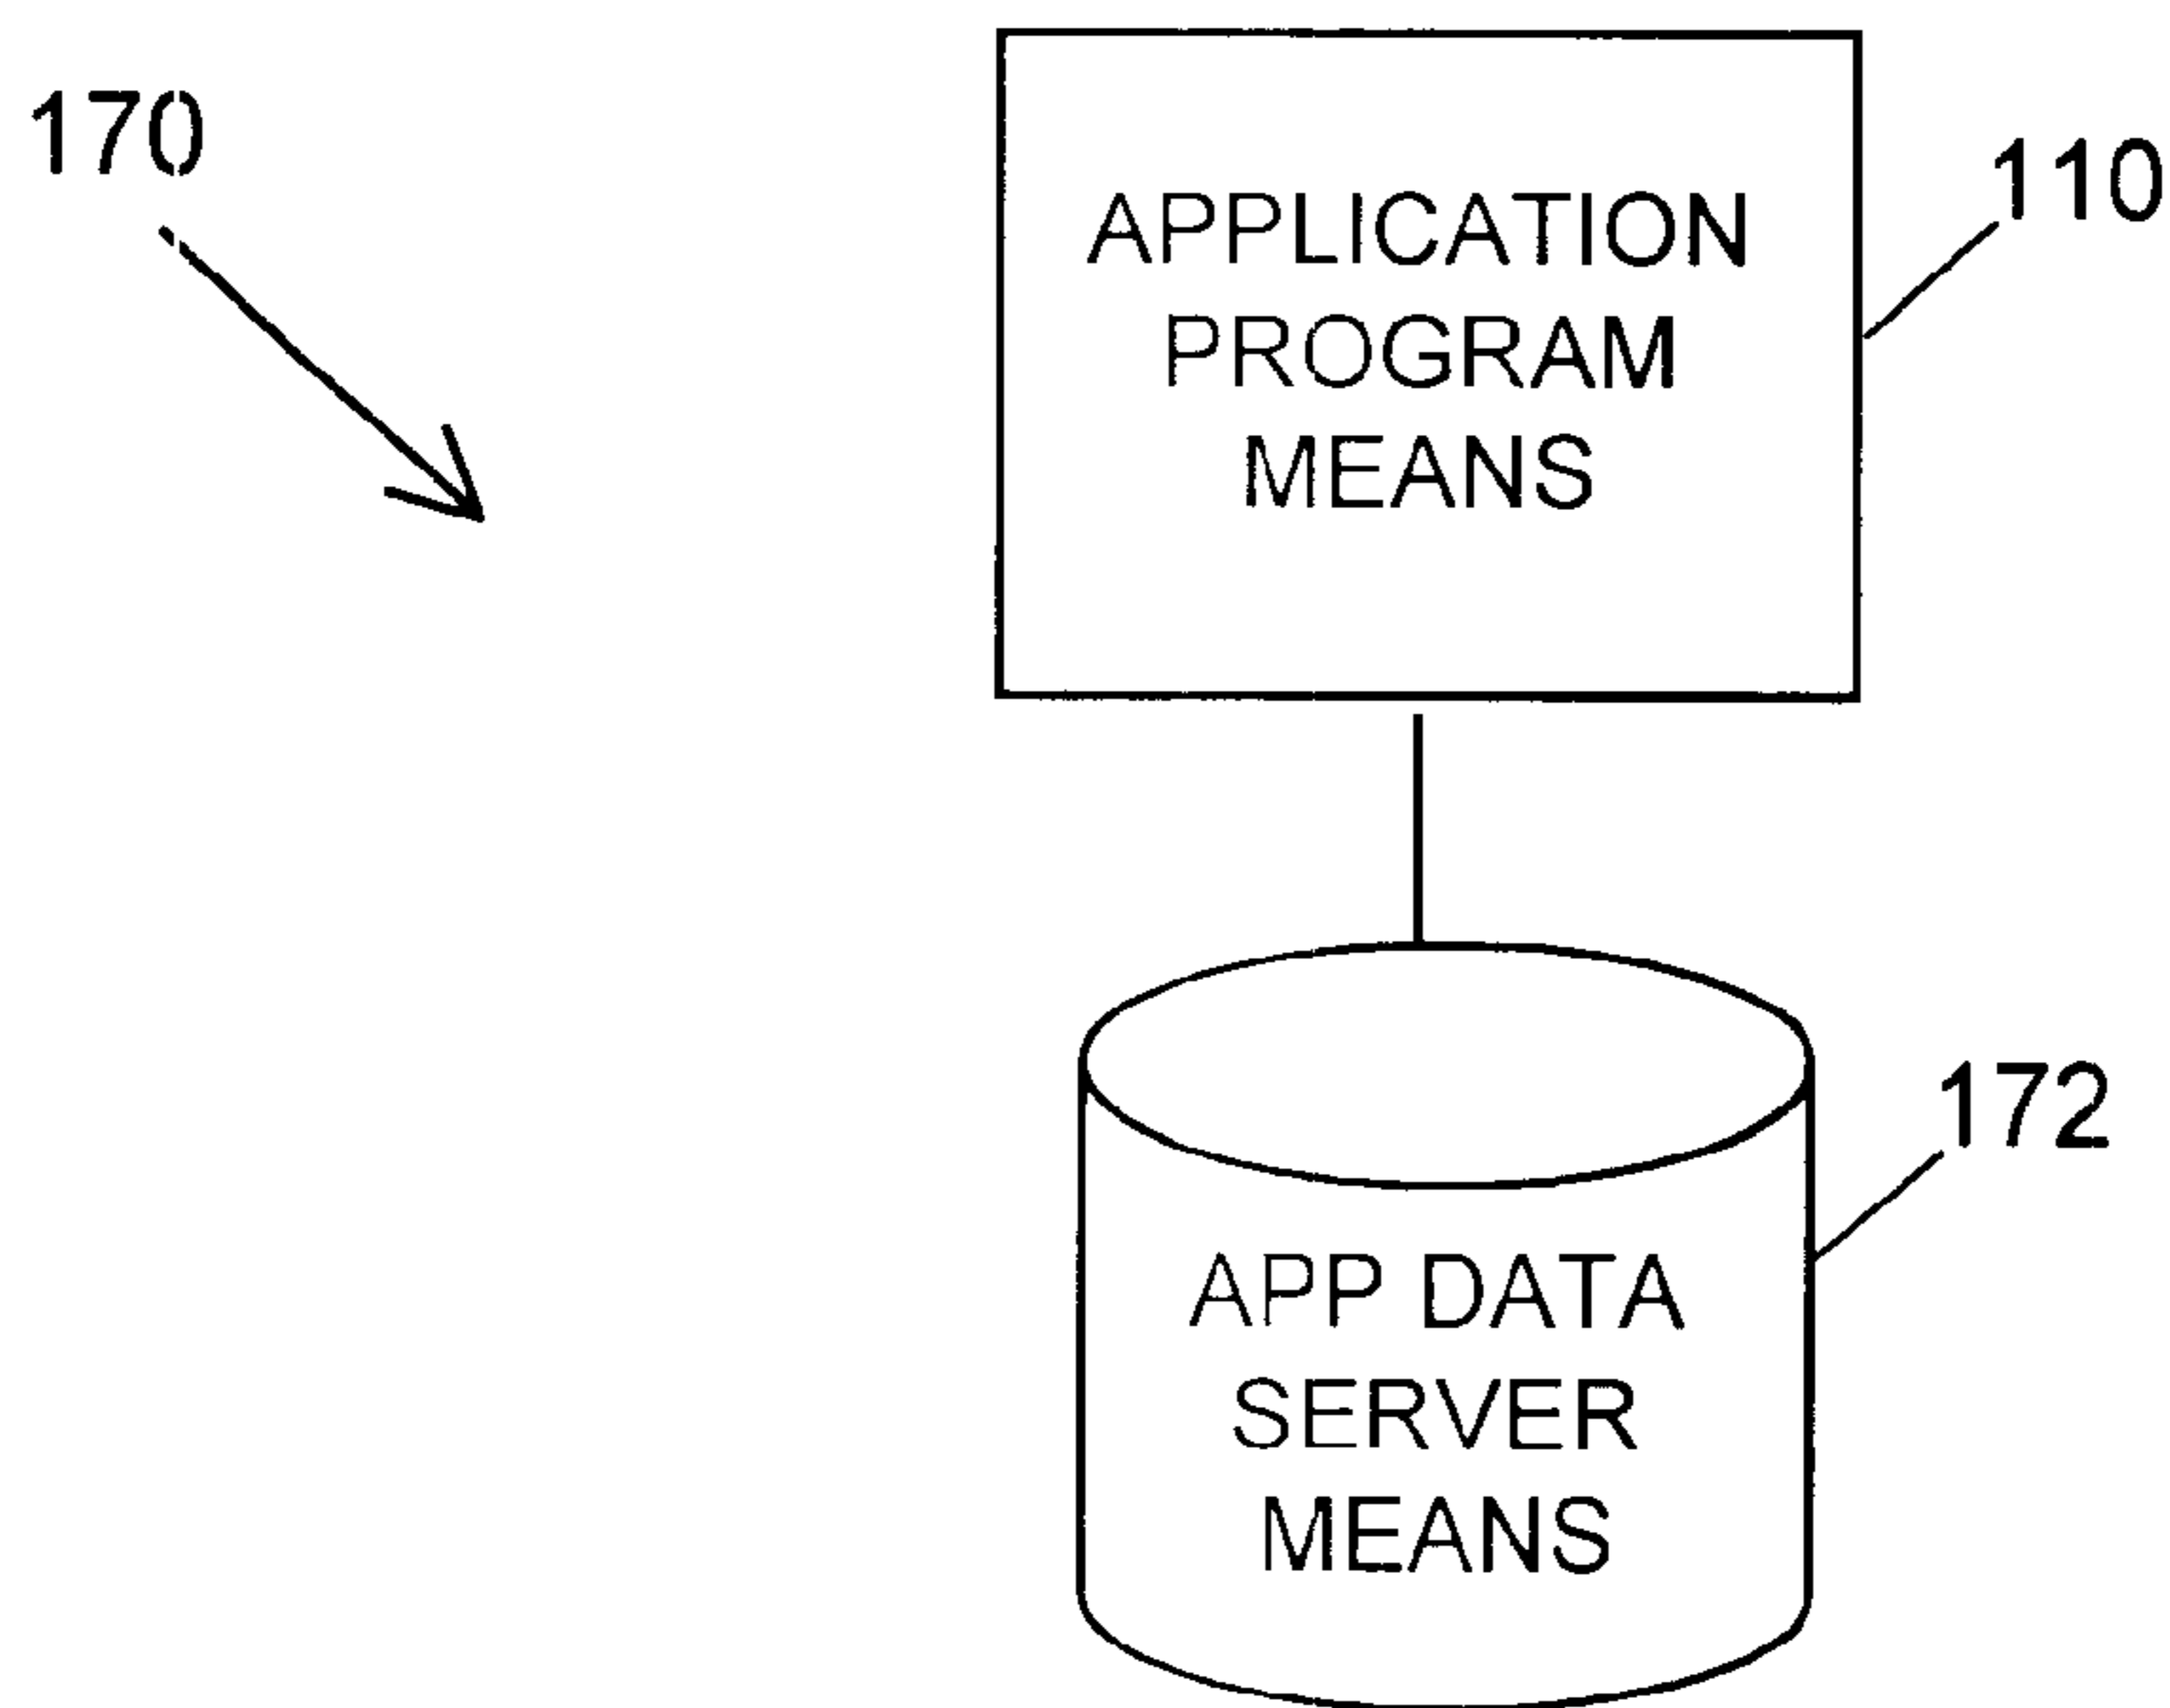 170
110
APPLICATION
PROGRAM
MEANS
172
APP DATA
SERVER
MEANS